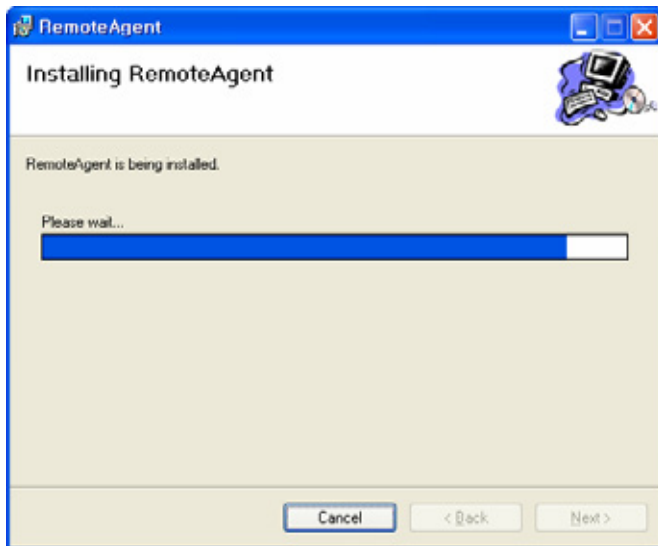 RemoteAgent
Installing RemoteAgent
RemoteAgent is being installed.
Please wait...
Cancel
< Back
Next >